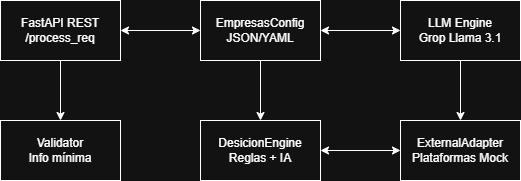 FastAPI REST
/process_req
EmpresasConfig
JSON/YAML
LLM Engine
Grop Llama 3.1
Validator
Info mínima
DesicionEngine
Reglas + IA
ExternalAdapter
Plataformas Mock